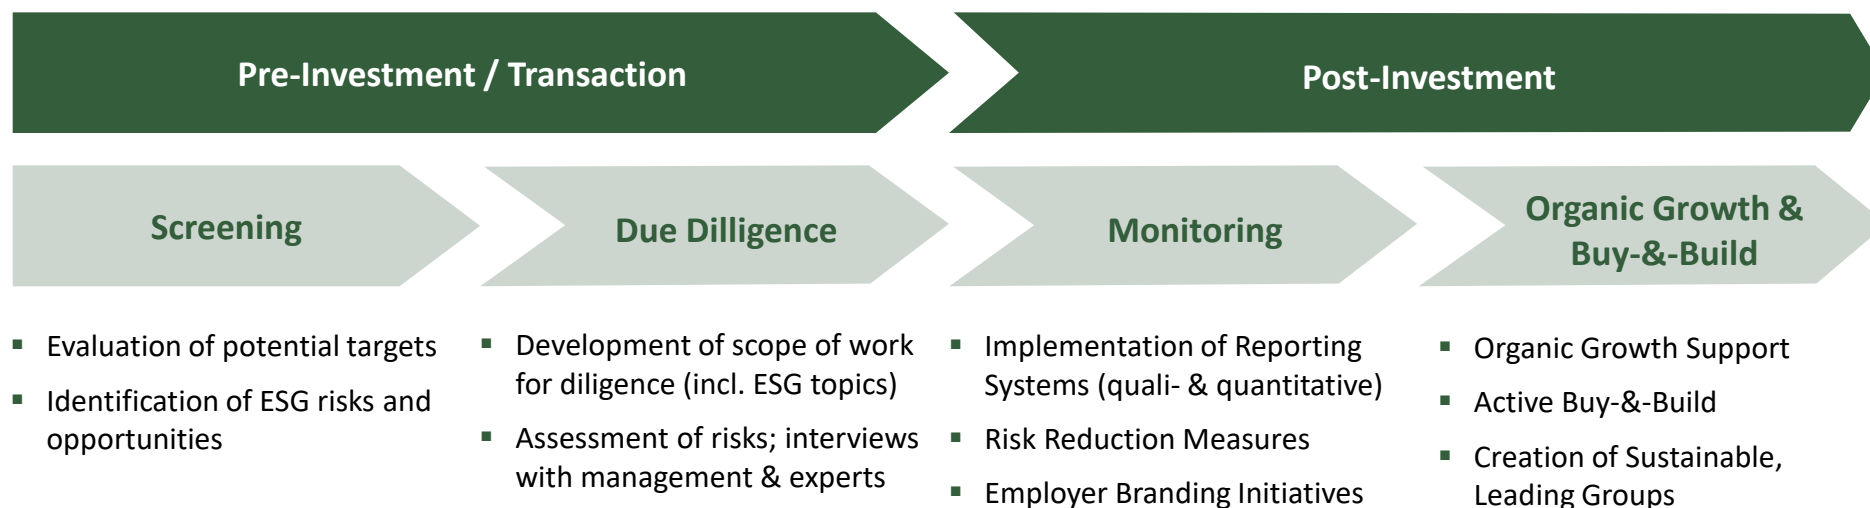 Pre-Investment / Transaction
Post-Investment
Screening
Due Dilligence
Monitoring
Organic Growth &
Buy-&-Build
▪ Evaluation of potential targets
▪ Identification of ESG risks and
opportunities
▪ Development of scope of work
for diligence (incl. ESG topics)
▪ Assessment of risks; interviews
with management & experts
▪ Implementation of Reporting
Systems (quali- & quantitative)
▪ Risk Reduction Measures
▪ Employer Branding Initiatives
▪ Organic Growth Support
▪ Active Buy-&-Build
▪ Creation of Sustainable,
Leading Groups